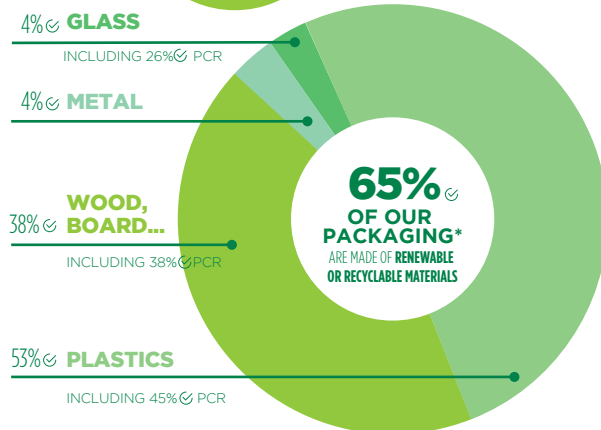 4% GLASS
INCLUDING 26% PCR
4% METAL
38% WOOD,
BOARD...
INCLUDING 38% PCR
53% PLASTICS
INCLUDING 45% PCR
65%
OF OUR
PACKAGING*
ARE MADE OF RENEWABLE
OR RECYCLABLE MATERIALS